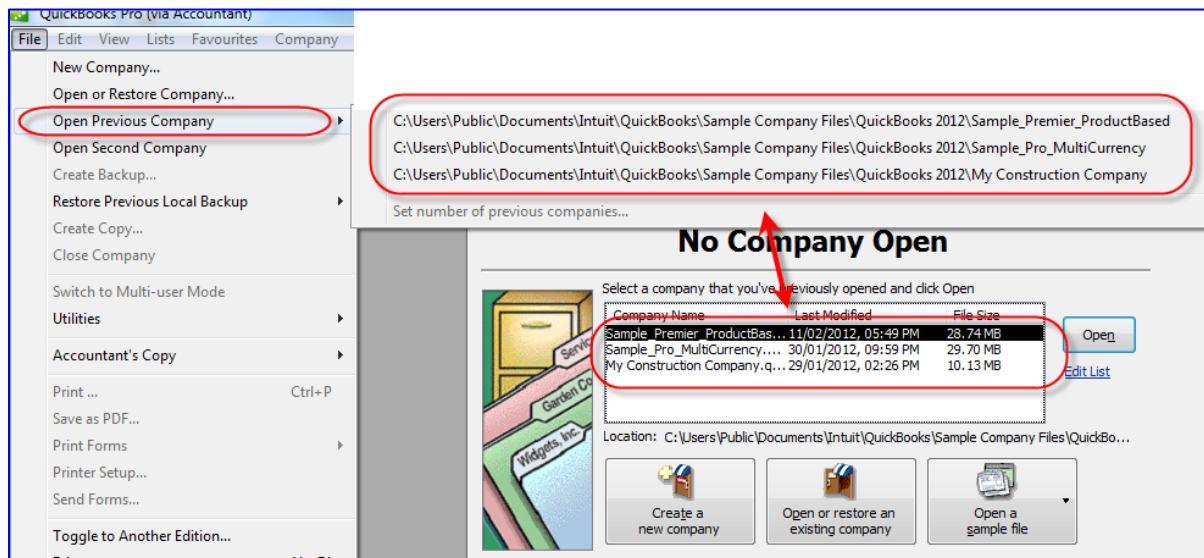 QuickBooks Pro (via Accountant)
File Edit View Lists Favourites Company
New Company...
Open or Restore Company...
Open Previous Company
Open Second Company
Create Backup...
Restore Previous Local Backup
Create Copy...
Close Company
Switch to Multi-user Mode
Utilities
Accountant's Copy
Print ... Ctrl+P
Save as PDF...
Print Forms
Printer Setup...
Send Forms...
Toggle to Another Edition...
C:\Users\Public\Documents\Intuit\QuickBooks\Sample Company Files\QuickBooks 2012\Sample_Premier_ProductBased
C:\Users\Public\Documents\Intuit\QuickBooks\Sample Company Files\QuickBooks 2012\Sample_Pro_MultiCurrency
C:\Users\Public\Documents\Intuit\QuickBooks\Sample Company Files\QuickBooks 2012\My Construction Company
Set number of previous companies...
No Company Open
Select a company that you've previously opened and click Open
Company Name Last Modified File Size
Sample_Premier_ProductBas... 11/02/2012, 05:49 PM 28.74 MB
Sample_Pro_MultiCurrency.... 30/01/2012, 09:59 PM 29.70 MB
My Construction Company.q... 29/01/2012, 02:26 PM 10.13 MB
Open
Edit List
Location: C:\Users\Public\Documents\Intuit\QuickBooks\Sample Company Files\QuickBo...
Servic
Garden Co
Widgets, Inc.
Create a
new company
Open or restore an
existing company
Open a
sample file